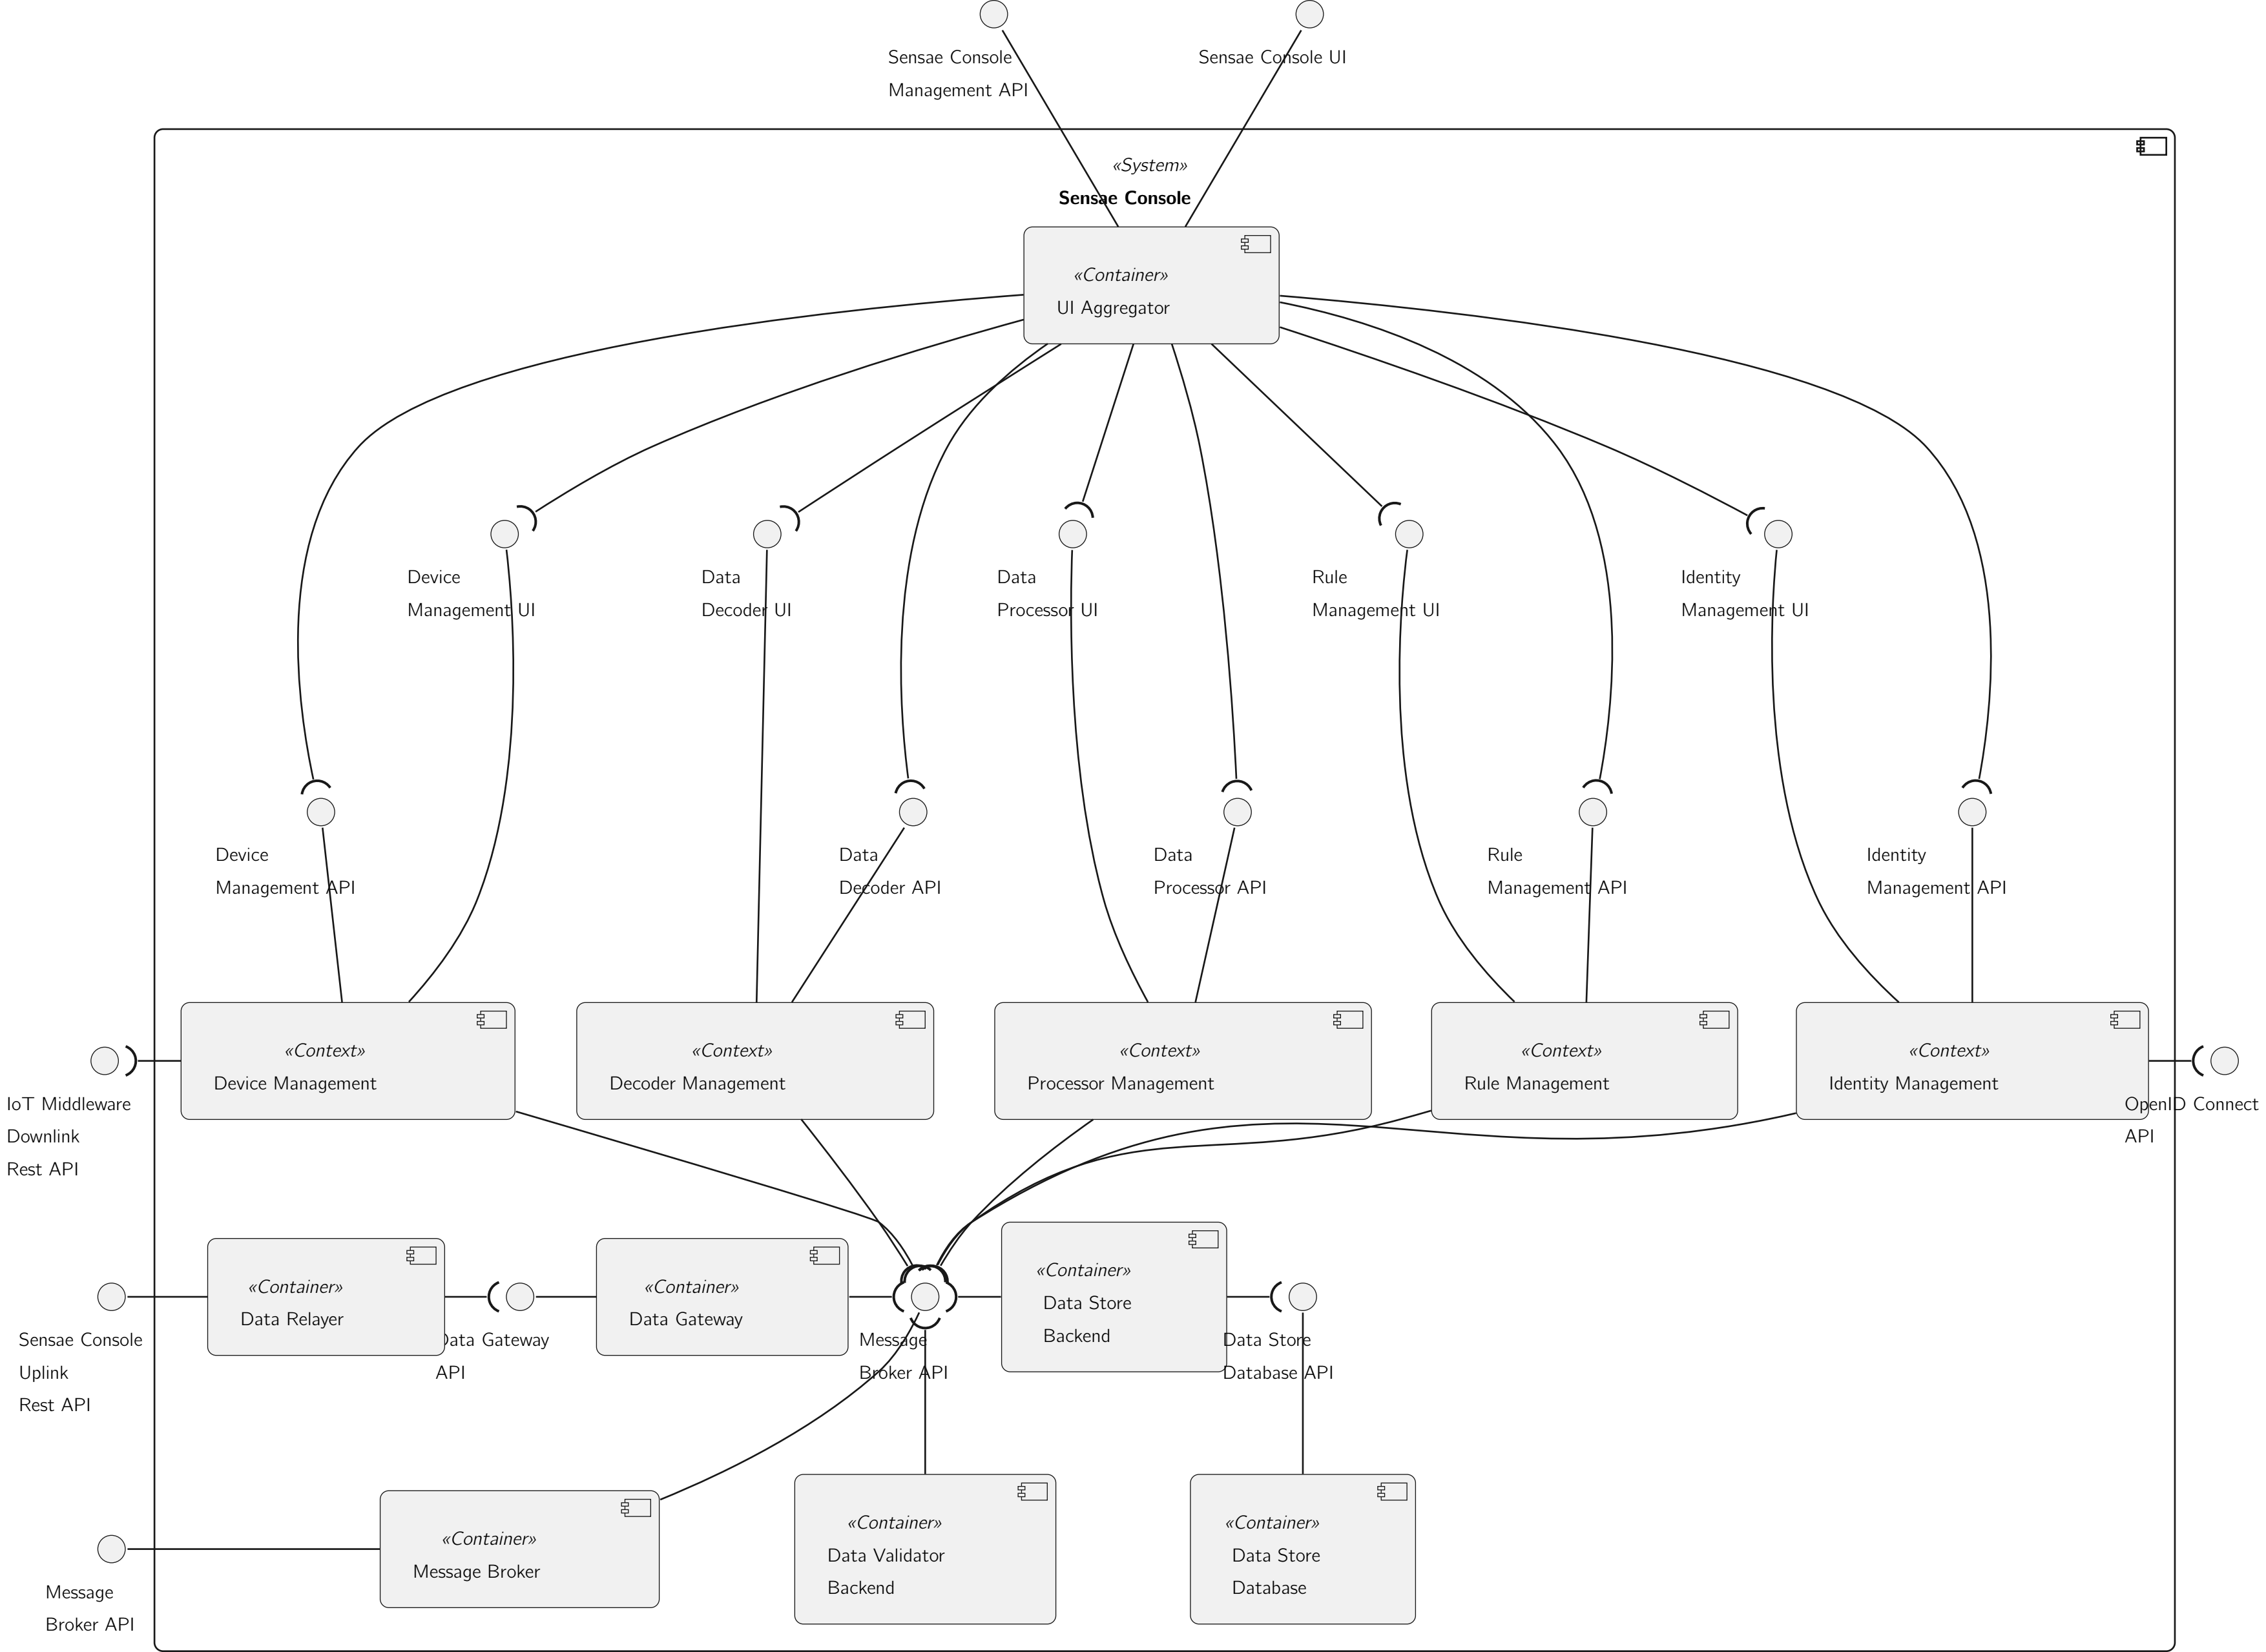 Sensae Console
Management API
Sensae Console UI
«System»
Sensae Console
«Container»
UI Aggregator
Device
Management UI
Data
Decoder UI
Data
Processor UI
Rule
Management UI
Identity
Management UI
Device
Management API
Data
Decoder API
Data
Processor API
Rule
Management API
Identity
Management API
«Context»
Device Management
«Context»
Decoder Management
«Context»
Processor Management
«Context»
Rule Management
«Context»
Identity Management
IoT Middleware
Downlink
Rest API
OpenID Connect
API
«Container»
Data Relayer
«Container»
Data Gateway
«Container»
Data Store
Backend
Sensae Console
Uplink
Rest API
Data Gateway
API
Message
Broker API
Data Store
Database API
«Container»
Message Broker
«Container»
Data Validator
Backend
«Container»
Data Store
Database
Message
Broker API